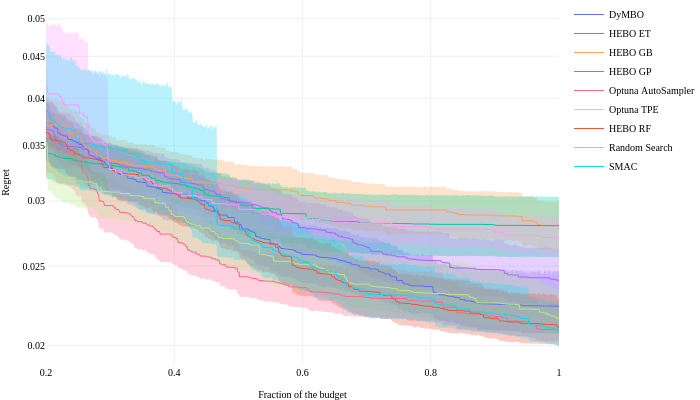 0.05
0.045
0.04
0.035
0.03
0.025
0.02
Regret
0.2
0.4
0.6
0.8
1
Fraction of the budget
DyMBO
HEBO ET
HEBO GB
HEBO GP
Optuna AutoSampler
Optuna TPE
HEBO RF
Random Search
SMAC